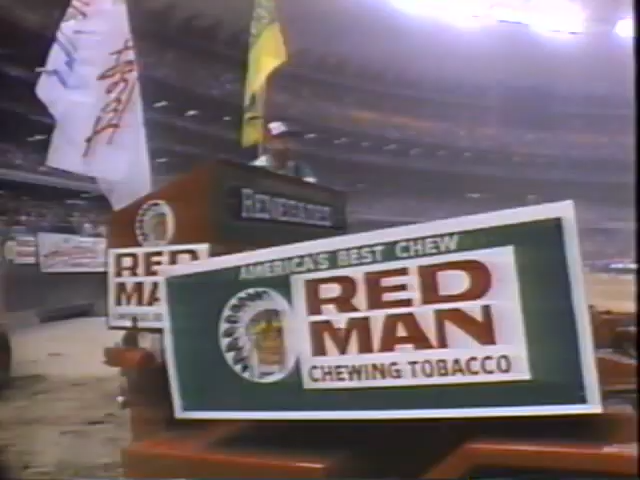 RENEGADE
RED
MA
AMERICA'S BEST CHEW
RED
MAN
CHEWING TOBACCO